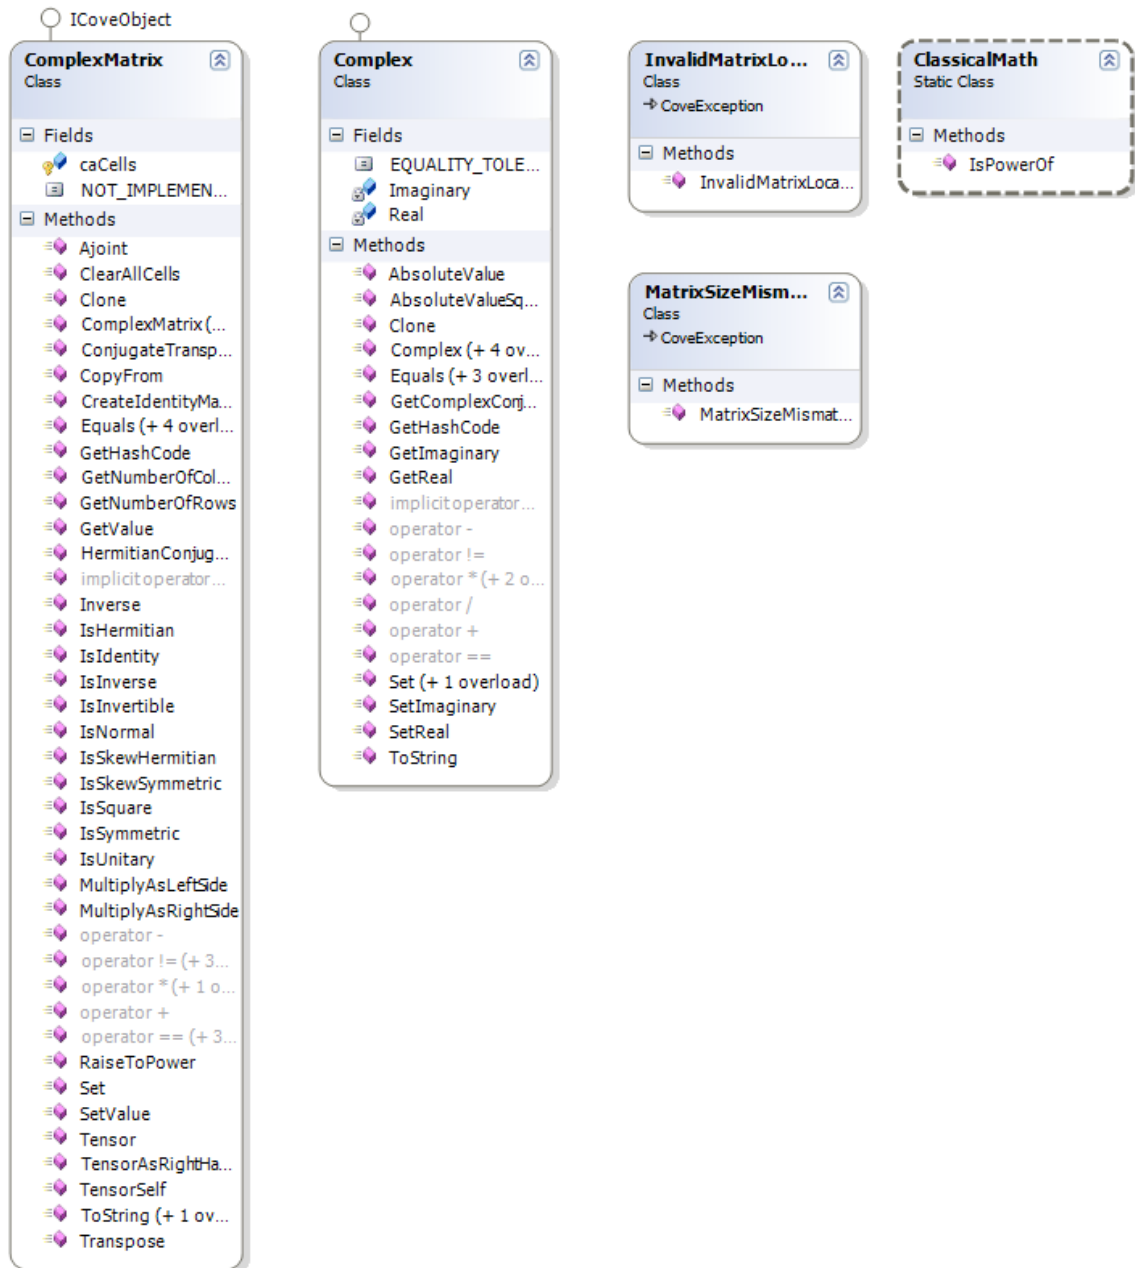 ICoveObject
ComplexMatrix
Class
Fields
caCells
NOT_IMPLEMEN...
Methods
Ajoint
ClearAllCells
Clone
ComplexMatrix (...
ConjugateTransp...
CopyFrom
CreateIdentityMa...
Equals (+ 4 overl...
GetHashCode
GetNumberOfCol...
GetNumberOfRows
GetValue
HermitianConjug...
implicit operator...
Inverse
IsHermitian
IsIdentity
IsInverse
IsInvertible
IsNormal
IsSkewHermitian
IsSkewSymmetric
IsSquare
IsSymmetric
IsUnitary
MultiplyAsLeftSide
MultiplyAsRightSide
operator -
operator != (+ 3...
operator * (+ 1 o...
operator +
operator == (+ 3...
RaiseToPower
Set
SetValue
Tensor
TensorAsRightHa...
TensorSelf
ToString (+ 1 ov...
Transpose
Complex
Class
Fields
EQUALITY_TOLE...
Imaginary
Real
Methods
AbsoluteValue
AbsoluteValueSq...
Clone
Complex (+ 4 ov...
Equals (+ 3 overl...
GetComplexConj...
GetHashCode
GetImaginary
GetReal
implicit operator...
operator -
operator !=
operator * (+ 2 o...
operator /
operator +
operator ==
Set (+ 1 overload)
SetImaginary
SetReal
ToString
InvalidMatrixLo...
Class
CoveException
Methods
InvalidMatrixLoca...
MatrixSizeMism...
Class
CoveException
Methods
MatrixSizeMismat...
ClassicalMath
Static Class
Methods
IsPowerOf